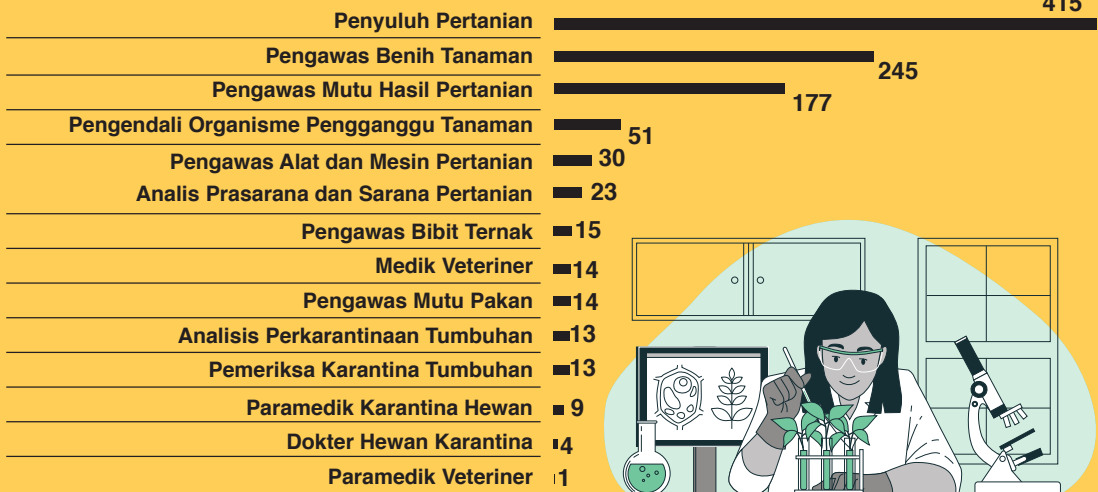 415
Penyuluh Pertanian
Pengawas Benih Tanaman 245
Pengawas Mutu Hasil Pertanian 177
Pengendali Organisme Pengganggu Tanaman 51
Pengawas Alat dan Mesin Pertanian 30
Analis Prasarana dan Sarana Pertanian 23
Pengawas Bibit Ternak 15
Medik Veteriner 14
Pengawas Mutu Pakan 14
Analisis Perkarantinaan Tumbuhan 13
Pemeriksa Karantina Tumbuhan 13
Paramedik Karantina Hewan 9
Dokter Hewan Karantina 4
Paramedik Veteriner 1